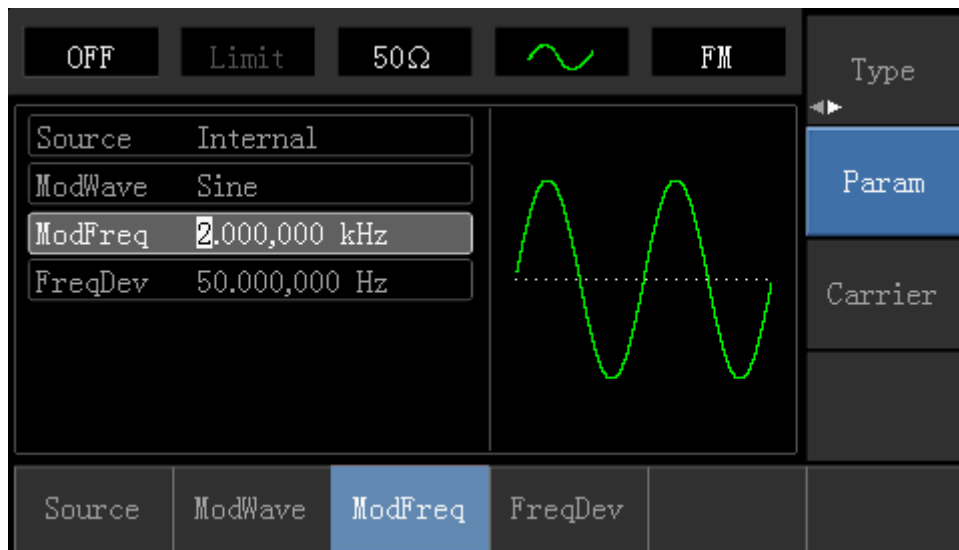 OFF Limit 50Ω FM
Type
Source Internal
ModWave Sine
ModFreq 2.000,000 kHz
FreqDev 50.000,000 Hz
Param
Carrier
Source ModWave ModFreq FreqDev